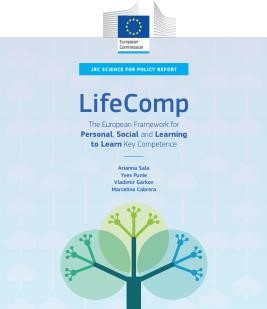 European
Commission
JRC SCIENCE FOR POLICY REPORT
LifeComp
The European Framework for
Personal, Social and Learning
to Learn Key Competence
Arianna Sala
Yves Punie
Vladimir Garkov
Marcelino Cabrera